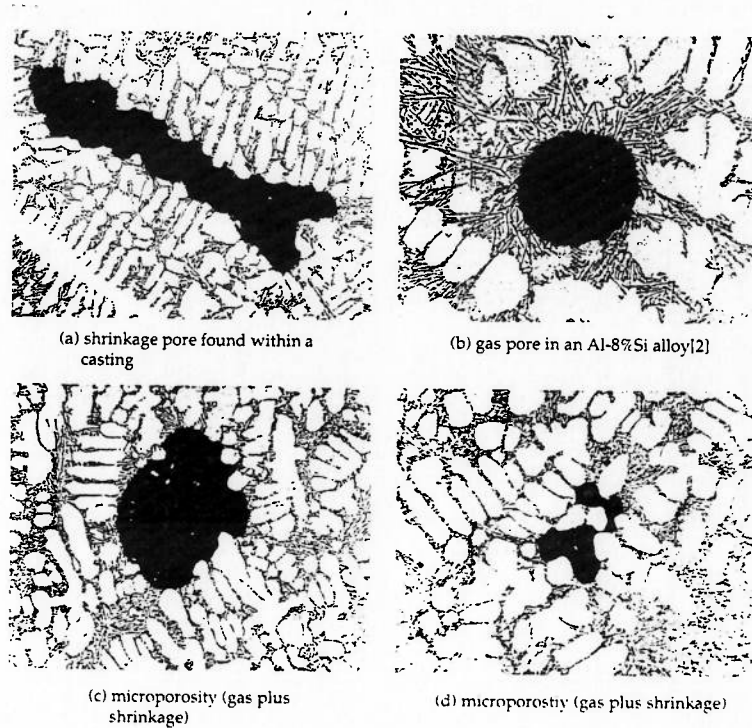 (a) shrinkage pore found within a
casting
(b) gas pore in an Al-8%Si alloy[2]
(c) microporosity (gas plus
shrinkage)
(d) microporostiy (gas plus shrinkage)